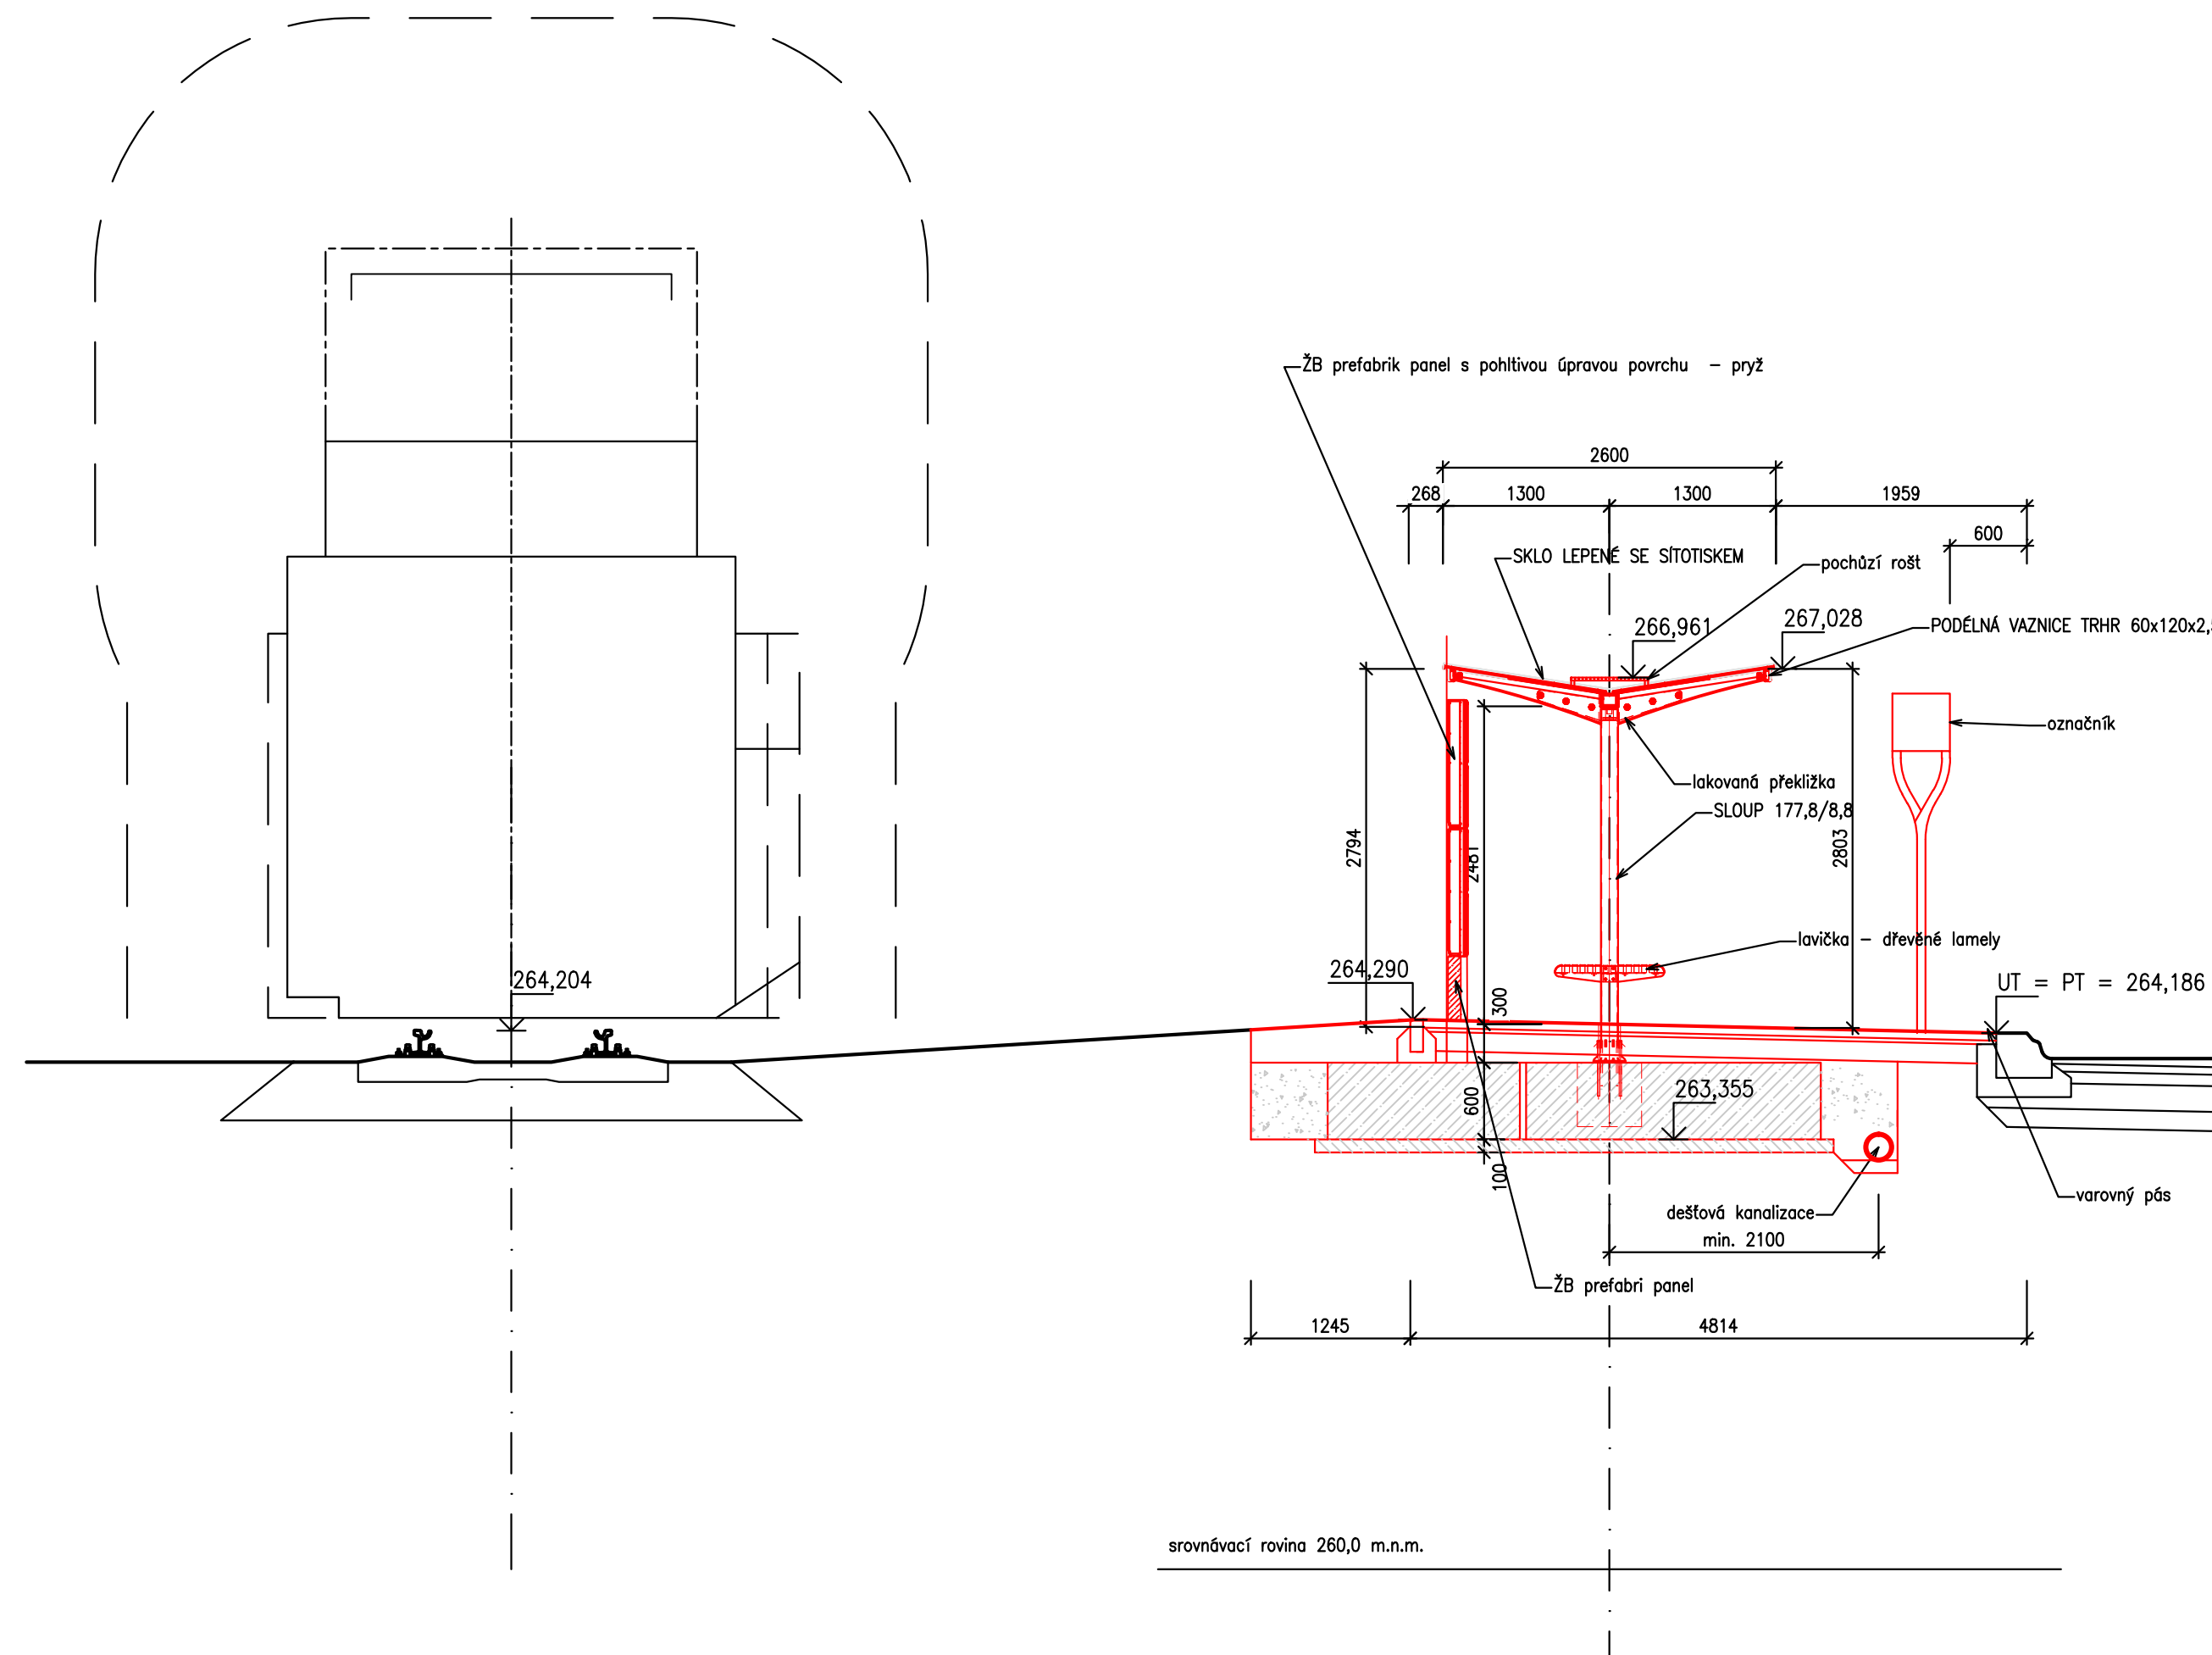 ŽB prefabrik panel s pohltivou úpravou povrchu – pryž
2600
268
1300
1300
1959
600
SKLO LEPENÉ SE SÍTOTISKEM
pochůzí rošt
266,961
267,028
PODÉLNÁ VAZNICE TRHR 60x120x2,
označník
lakovaná překližka
SLOUP 177,8/8,8
2794
2481
2803
lavička – dřevěné lamely
264,204
264,290
UT = PT = 264,186
300
263,355
600
100
varovný pás
dešťová kanalizace
min. 2100
ŽB prefabri panel
1245
4814
srovnávací rovina 260,0 m.n.m.